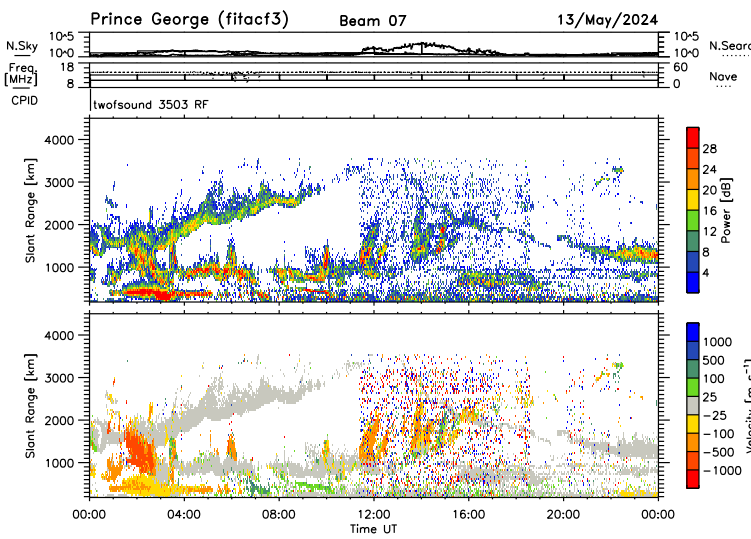 Prince George (fitacf3) Beam 07 13/May/2024
N.Sky 10^5 10^0 10^5 10^0 N.Sear
Freq [MHz] 18 8 60 0 Nave
CPID twofsound 3503 RF
Slant Range [km] 4000 3000 2000 1000
28 24 20 16 12 8 4 Power [dB]
Slant Range [km] 4000 3000 2000 1000
1000 500 100 25 -25 -100 -500 -1000 Velocity [m s^-1]
00:00 04:00 08:00 12:00 16:00 20:00 00:00
Time UT